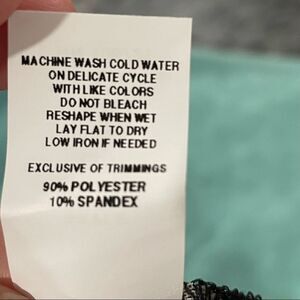 MACHINE WASH COLD WATER
ON DELICATE CYCLE
WITH LIKE COLORS
DO NOT BLEACH
RESHAPE WHEN WET
LAY FLAT TO DRY
LOW IRON IF NEEDED
EXCLUSIVE OF TRIMMINGS
90% POLYESTER
10% SPANDEX